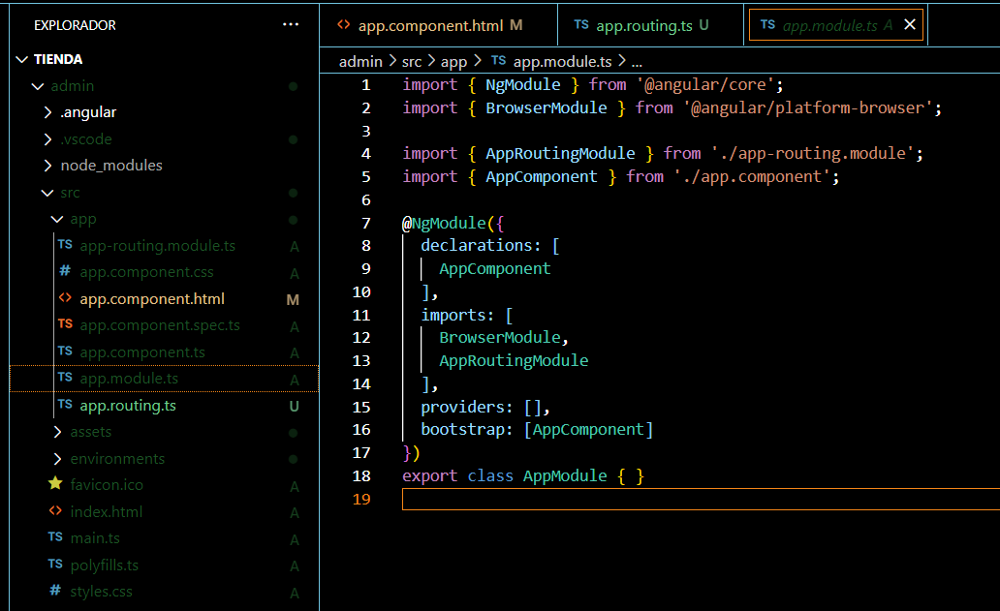 EXPLORADOR ...
app.component.html M
TS app.routing.ts U
TS app.module.ts A
TIENDA
admin > src > app > TS app.module.ts > ...
admin
.angular
.vscode
node_modules
src
app
TS app-routing.module.ts A
# app.component.css A
<> app.component.html M
TS app.component.spec.ts A
TS app.component.ts A
TS app.module.ts A
TS app.routing.ts U
assets
environments
favicon.ico A
<> index.html A
TS main.ts A
TS polyfills.ts A
# styles.css A
1 import { NgModule } from '@angular/core';
2 import { BrowserModule } from '@angular/platform-browser';
3
4 import { AppRoutingModule } from './app-routing.module';
5 import { AppComponent } from './app.component';
6
7 @NgModule({
8 declarations: [
9 AppComponent
10 ],
11 imports: [
12 BrowserModule,
13 AppRoutingModule
14 ],
15 providers: [],
16 bootstrap: [AppComponent]
17 })
18 export class AppModule { }
19